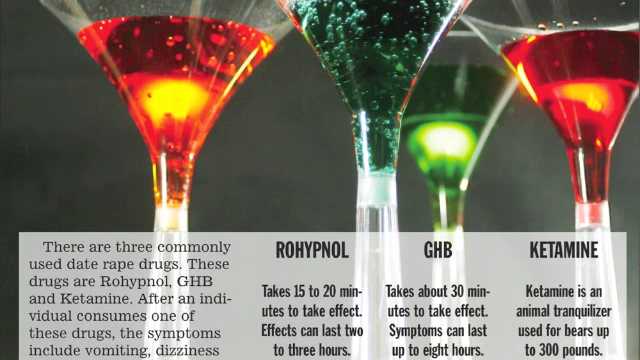 There are three commonly
used date rape drugs. These
drugs are Rohypnol, GHB
and Ketamine. After an indi-
vidual consumes one of
these drugs, the symptoms
include vomiting, dizziness
ROHYPNOL
Takes 15 to 20 min-
utes to take effect.
Effects can last two
to three hours.
GHB
Takes about 30 min-
utes to take effect.
Symptoms can last
up to eight hours.
KETAMINE
Ketamine is an
animal tranquilizer
used for bears up
to 300 pounds.